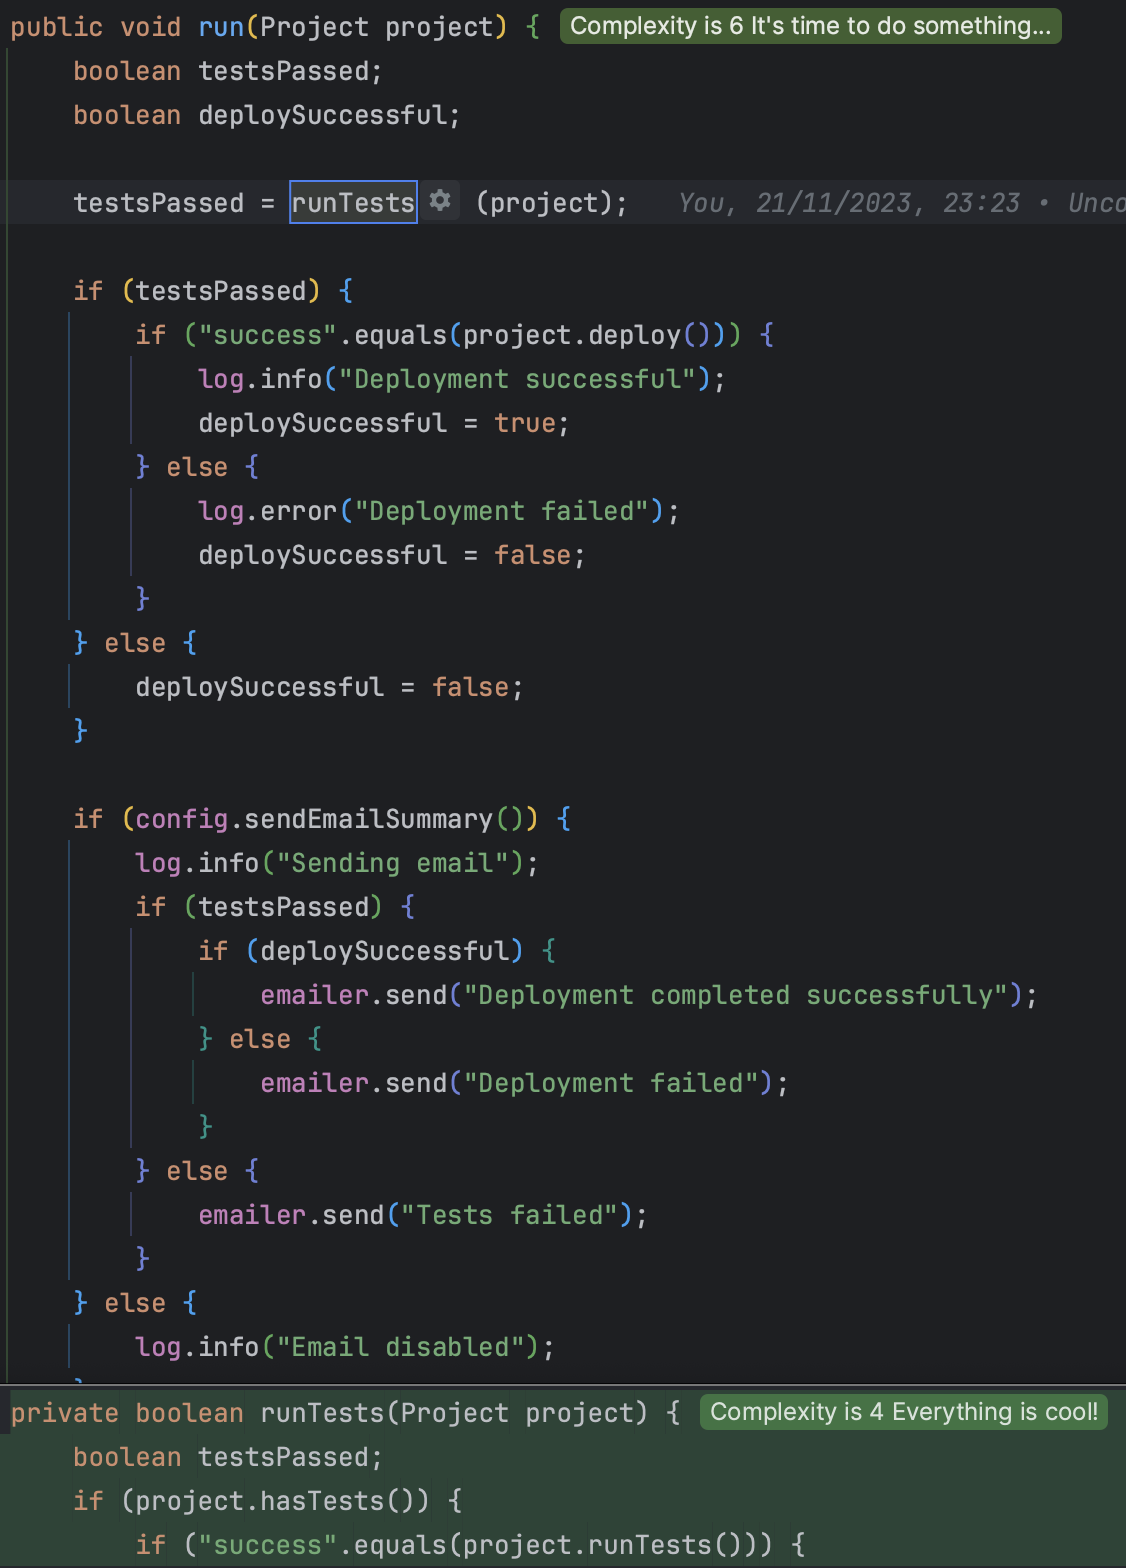 public void run(Project project) { Complexity is 6 It's time to do something...
    boolean testsPassed;
    boolean deploySuccessful;
    testsPassed = runTests (project); You, 21/11/2023, 23:23 • Unco
    if (testsPassed) {
        if ("success".equals(project.deploy())) {
            log.info("Deployment successful");
            deploySuccessful = true;
        } else {
            log.error("Deployment failed");
            deploySuccessful = false;
        }
    } else {
        deploySuccessful = false;
    }
    if (config.sendEmailSummary()) {
        log.info("Sending email");
        if (testsPassed) {
            if (deploySuccessful) {
                emailer.send("Deployment completed successfully");
            } else {
                emailer.send("Deployment failed");
            }
        } else {
            emailer.send("Tests failed");
        }
    } else {
        log.info("Email disabled");
private boolean runTests(Project project) { Complexity is 4 Everything is cool!
    boolean testsPassed;
    if (project.hasTests()) {
        if ("success".equals(project.runTests())) {